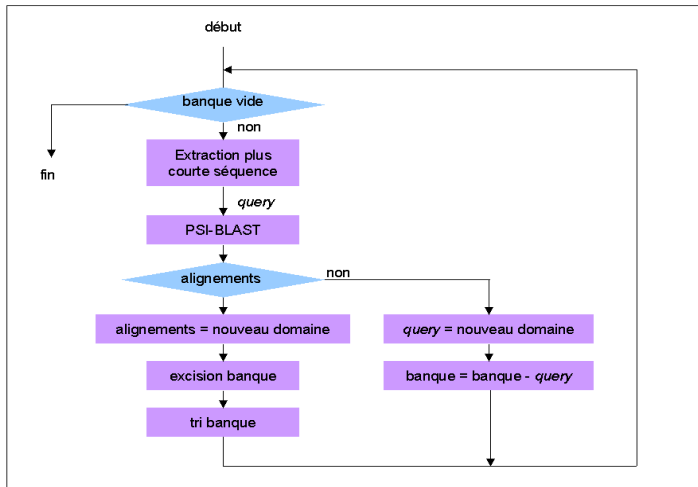 début
banque vide
non
fin
Extraction plus
courte séquence
query
PSI-BLAST
alignements
non
alignements = nouveau domaine
query = nouveau domaine
excision banque
banque = banque - query
tri banque